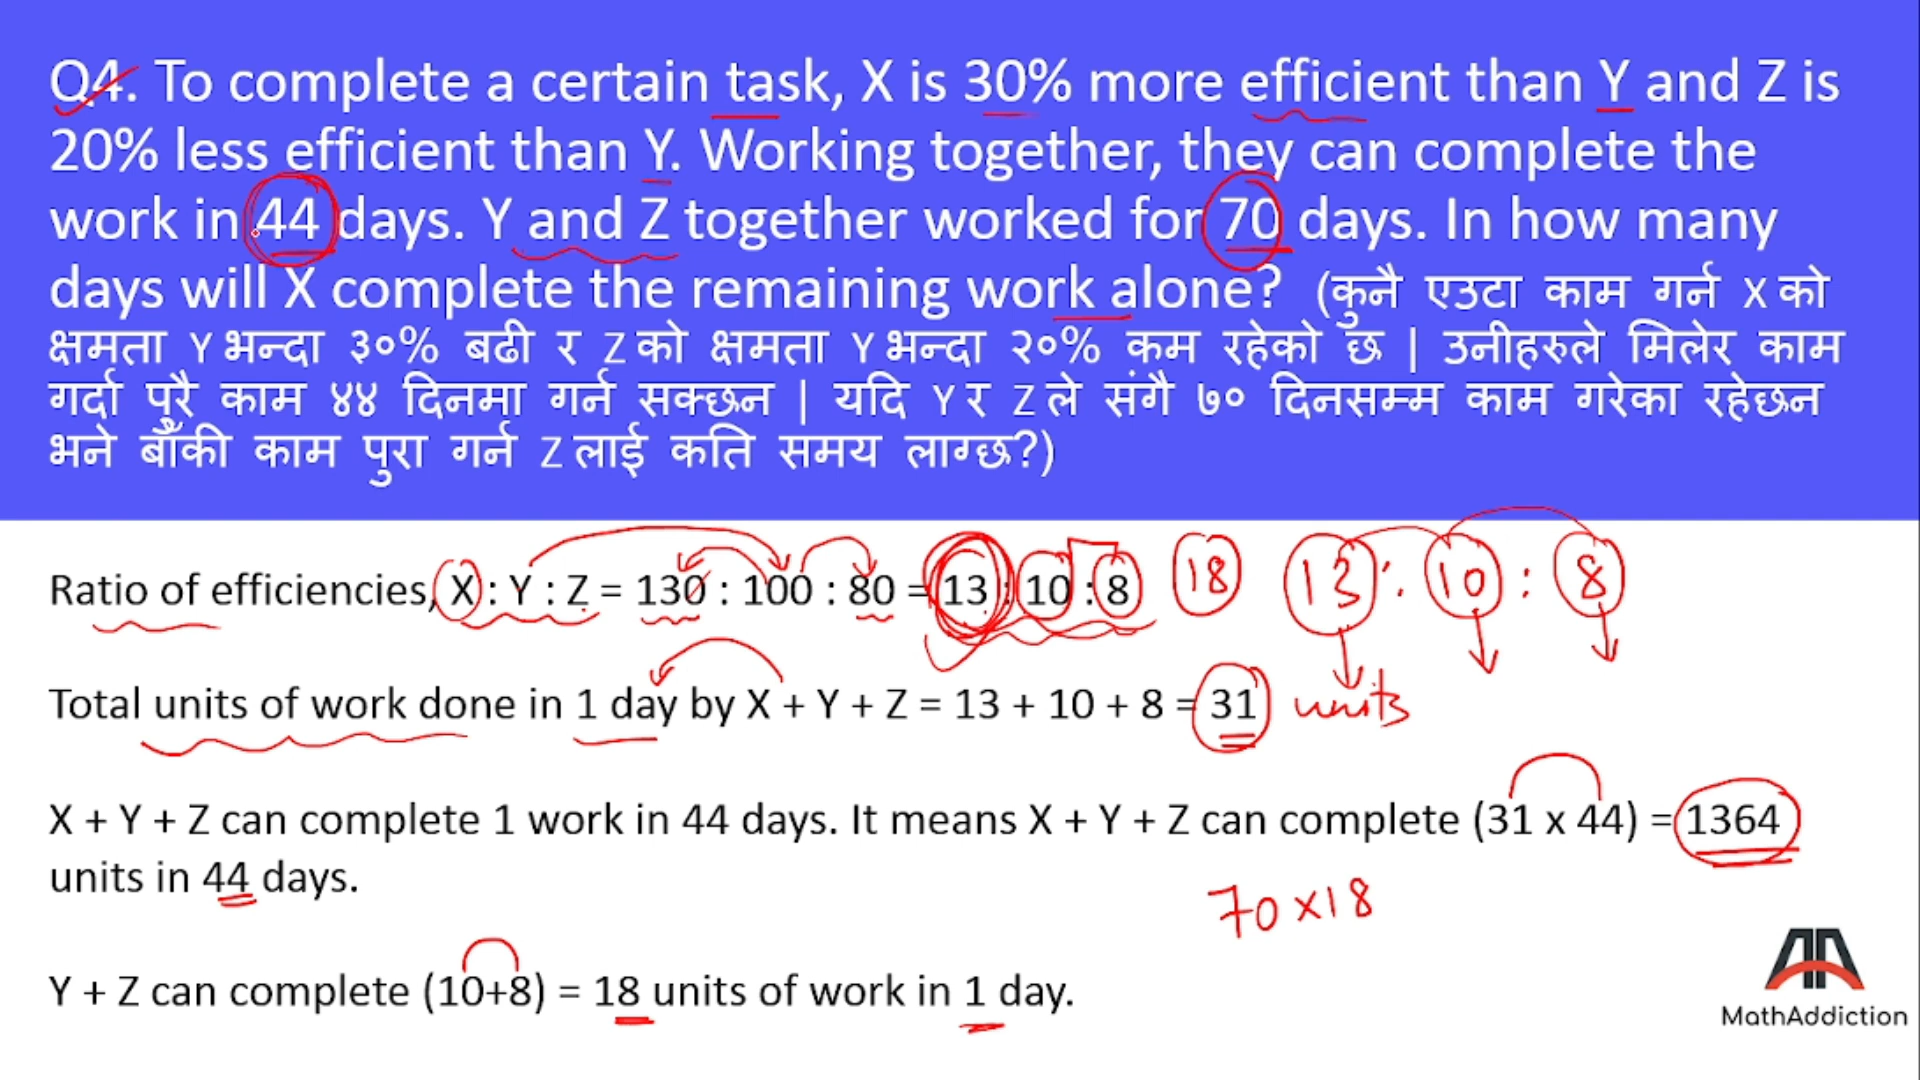 Q4. To complete a certain task, X is 30% more efficient than Y and Z is
20% less efficient than Y. Working together, they can complete the
work in 44 days. Y and Z together worked for 70 days. In how many
days will X complete the remaining work alone? (कुनै एउटा काम गर्न X को
क्षमता Y भन्दा ३०% बढी र Z को क्षमता Y भन्दा २०% कम रहेको छ | उनीहरुले मिलेर काम
गर्दा पुरै काम ४४ दिनमा गर्न सक्छन | यदि Y र Z ले संगै ७० दिनसम्म काम गरेका रहेछन
भने बाँकी काम पुरा गर्न Z लाई कति समय लाग्छ?)
Ratio of efficiencies, X : Y : Z = 130 : 100 : 80 = 13 : 10 : 8 18 13 : 10 : 8
Total units of work done in 1 day by X + Y + Z = 13 + 10 + 8 = 31 units
X + Y + Z can complete 1 work in 44 days. It means X + Y + Z can complete (31 x 44) = 1364
units in 44 days.
70 x 18
Y + Z can complete (10+8) = 18 units of work in 1 day.
MathAddiction